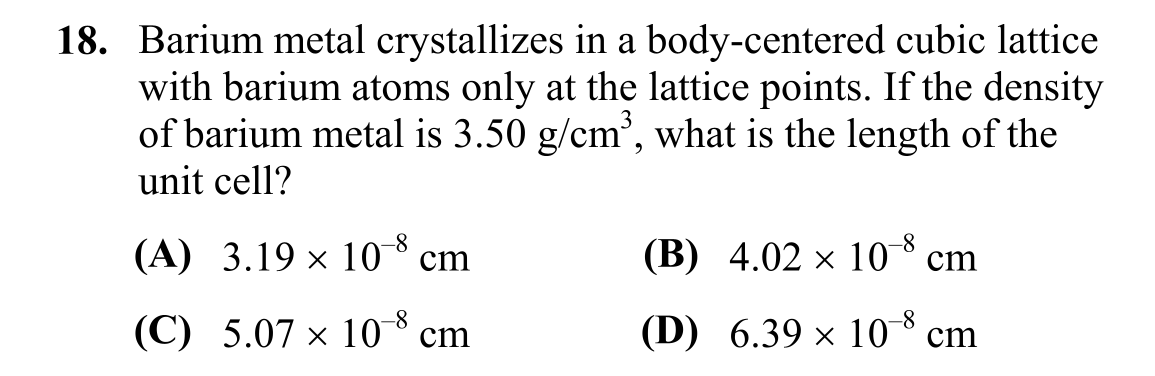 18. Barium metal crystallizes in a body-centered cubic lattice
with barium atoms only at the lattice points. If the density
of barium metal is 3.50 g/cm³, what is the length of the
unit cell?
(A) 3.19 × 10⁻⁸ cm (B) 4.02 × 10⁻⁸ cm
(C) 5.07 × 10⁻⁸ cm (D) 6.39 × 10⁻⁸ cm